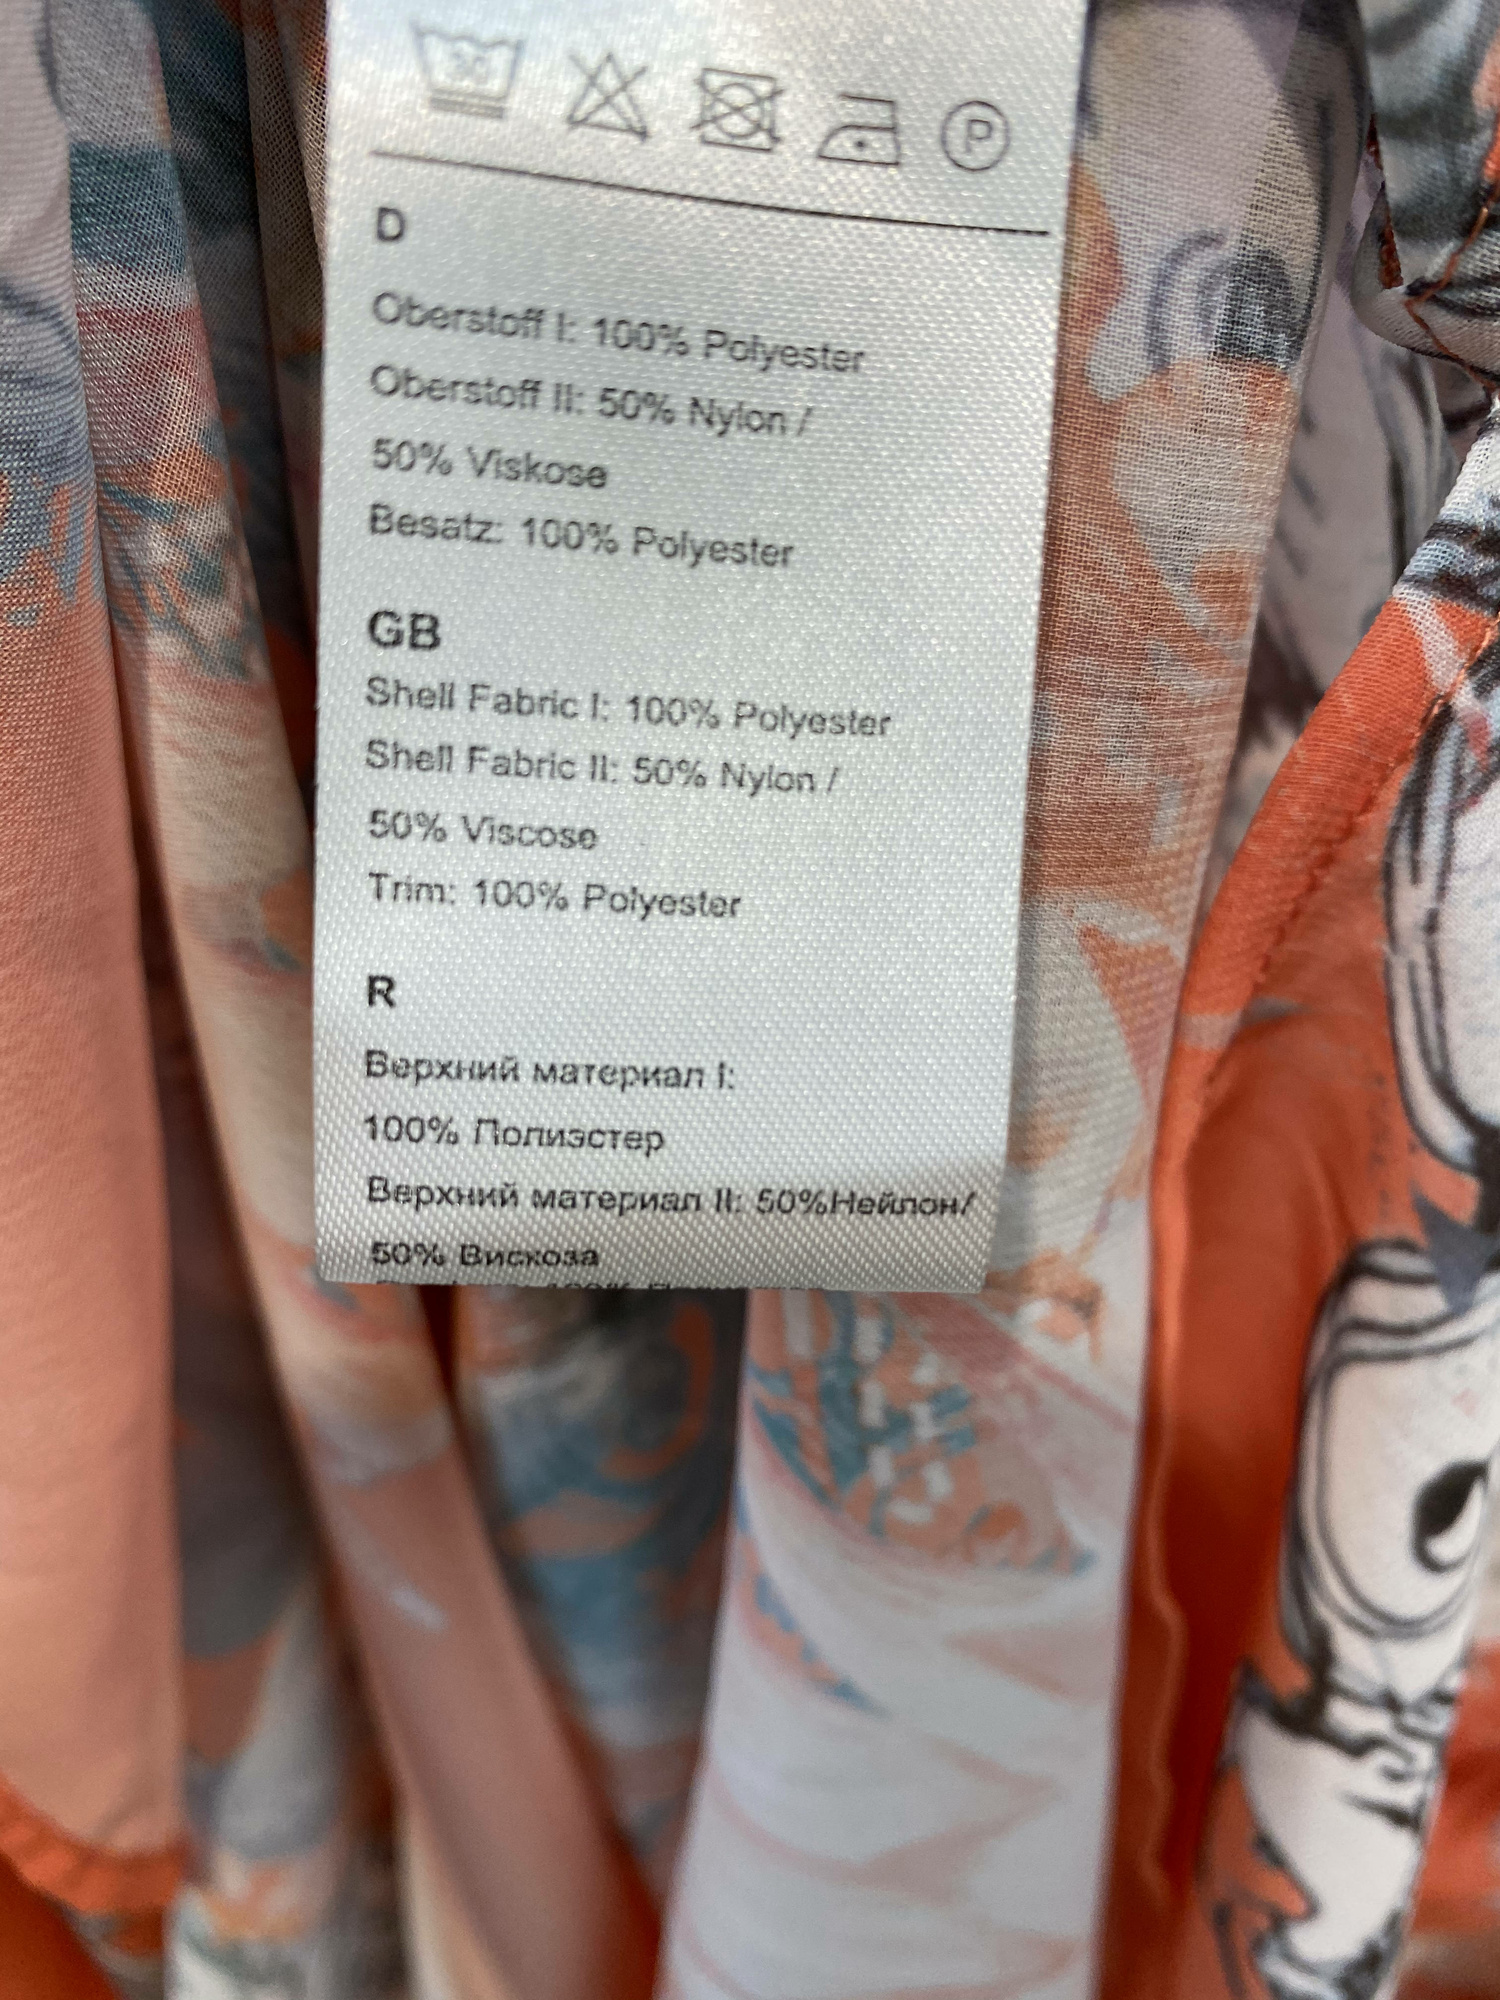 30
P
D
Oberstoff I: 100% Polyester
Oberstoff II: 50% Nylon /
50% Viskose
Besatz: 100% Polyester
GB
Shell Fabric I: 100% Polyester
Shell Fabric II: 50% Nylon /
50% Viscose
Trim: 100% Polyester
R
Верхний материал I:
100% Полиэстер
Верхний материал II: 50%Нейлон/
50% Вискоза
100%